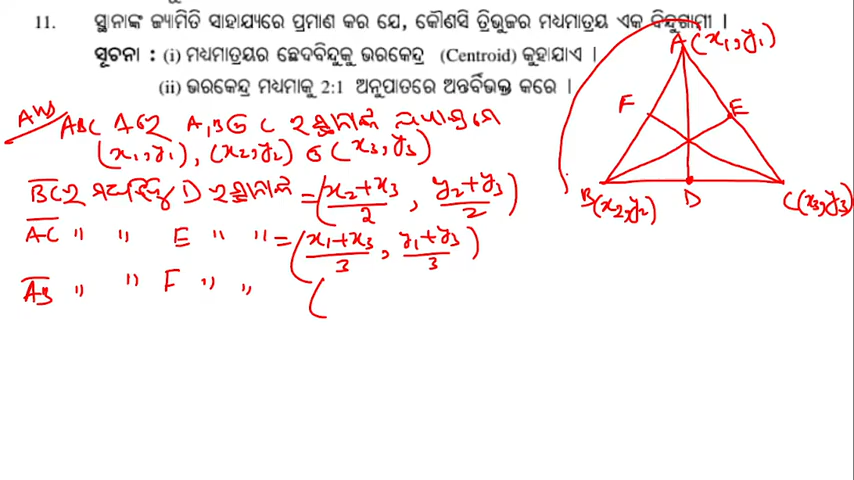 11. ସ୍ଥାନାଙ୍କ ଜ୍ୟାମିତି ସାହାଯ୍ୟରେ ପ୍ରମାଣ କର ଯେ, କୌଣସି ତ୍ରିଭୁଜର ମଧ୍ୟମାତ୍ରୟ ଏକ ବିନ୍ଦୁଗାମୀ ।
ସୂଚନା : (i) ମଧ୍ୟମାତ୍ରୟର ଛେଦବିନ୍ଦୁକୁ ଭରକେନ୍ଦ୍ର (Centroid) କୁହାଯାଏ ।
(ii) ଭରକେନ୍ଦ୍ର ମଧ୍ୟମାକୁ 2:1 ଅନୁପାତରେ ଅନ୍ତର୍ବିଭକ୍ତ କରେ ।
Ans ABC ର A, B ଓ C ର ସ୍ଥାନାଙ୍କ
(x₁, y₁), (x₂, y₂) ଓ (x₃, y₃)
BC ର ମଧ୍ୟବିନ୍ଦୁ D ର ସ୍ଥାନାଙ୍କ = (x₂+x₃/2, y₂+y₃/2)
AC " " E " " = (x₁+x₃/3, y₁+y₃/3)
AB " " F " " (
A(x₁, y₁)
F
E
B(x₂, y₂)
D
C(x₃, y₃)